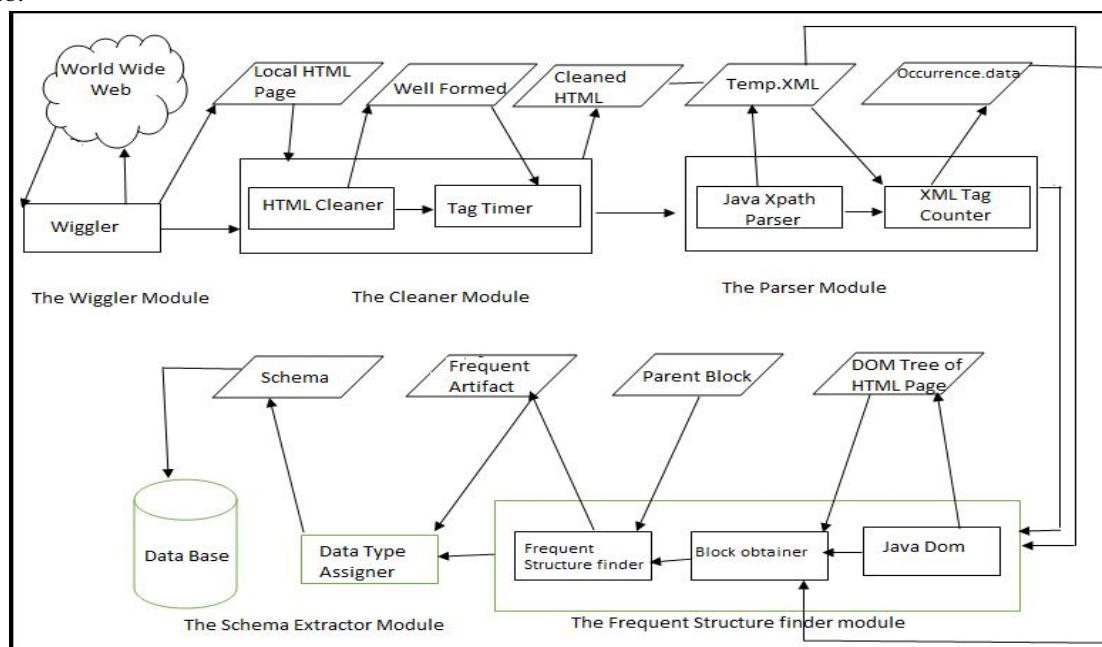 World Wide
Web
Local HTML
Page
Well Formed
Cleaned
HTML
Temp.XML
Occurrence.data
Wiggler
HTML Cleaner
Tag Timer
Java Xpath
Parser
XML Tag
Counter
The Wiggler Module
The Cleaner Module
The Parser Module
Schema
Frequent
Artifact
Parent Block
DOM Tree of
HTML Page
Data Base
Data Type
Assigner
Frequent
Structure finder
Block obtainer
Java Dom
The Schema Extractor Module
The Frequent Structure finder module